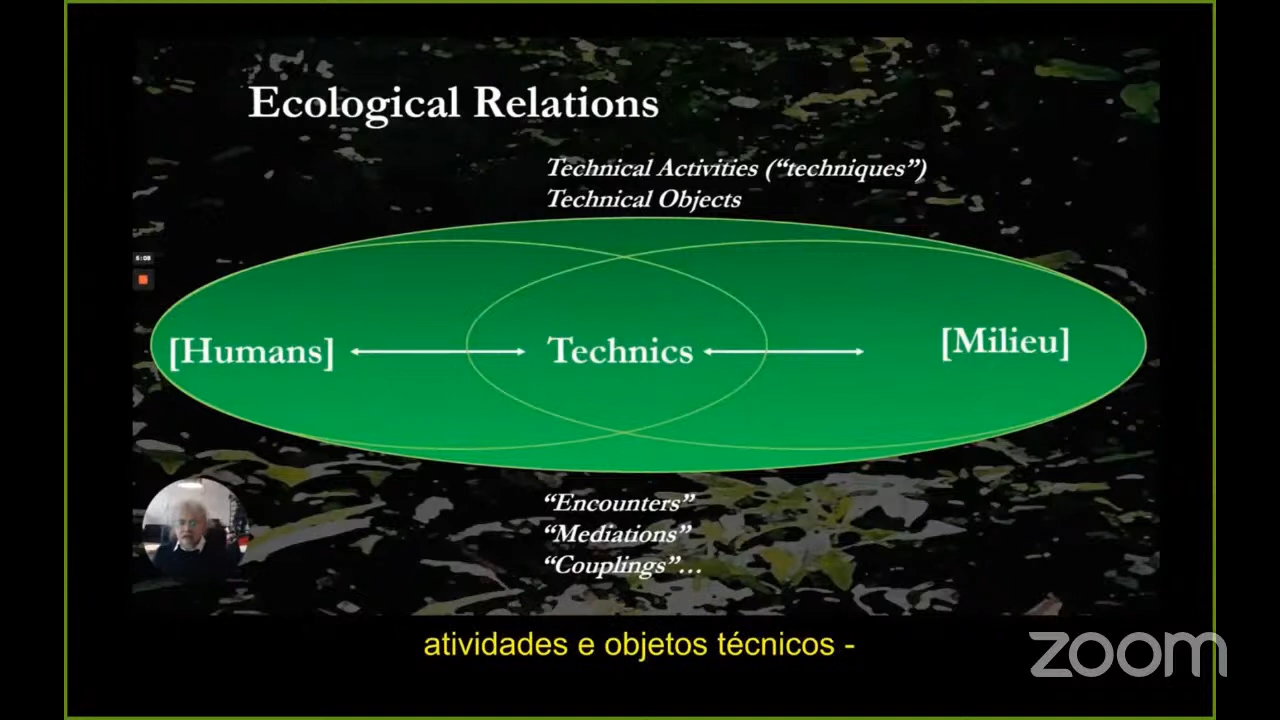 Ecological Relations
Technical Activities (“techniques”)
Technical Objects
[Humans]
Technics
[Milieu]
“Encounters”
“Mediations”
“Couplings”…
atividades e objetos técnicos -
zoom